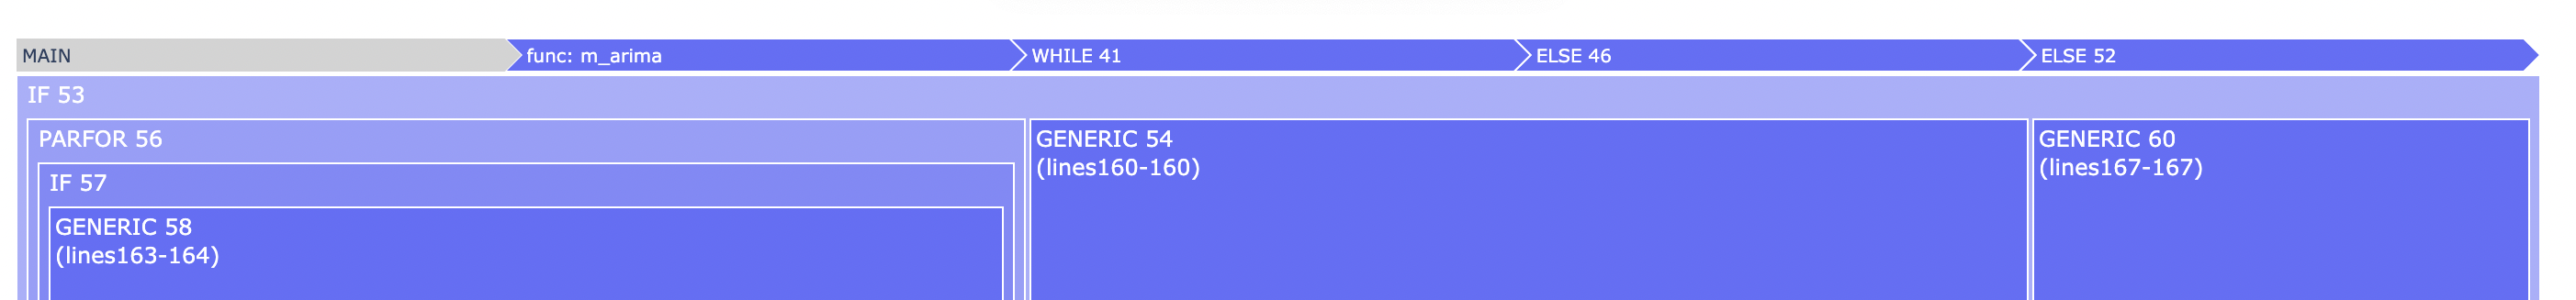 MAIN
func: m_arima
WHILE 41
ELSE 46
ELSE 52
IF 53
PARFOR 56
IF 57
GENERIC 58
(lines163-164)
GENERIC 54
(lines160-160)
GENERIC 60
(lines167-167)